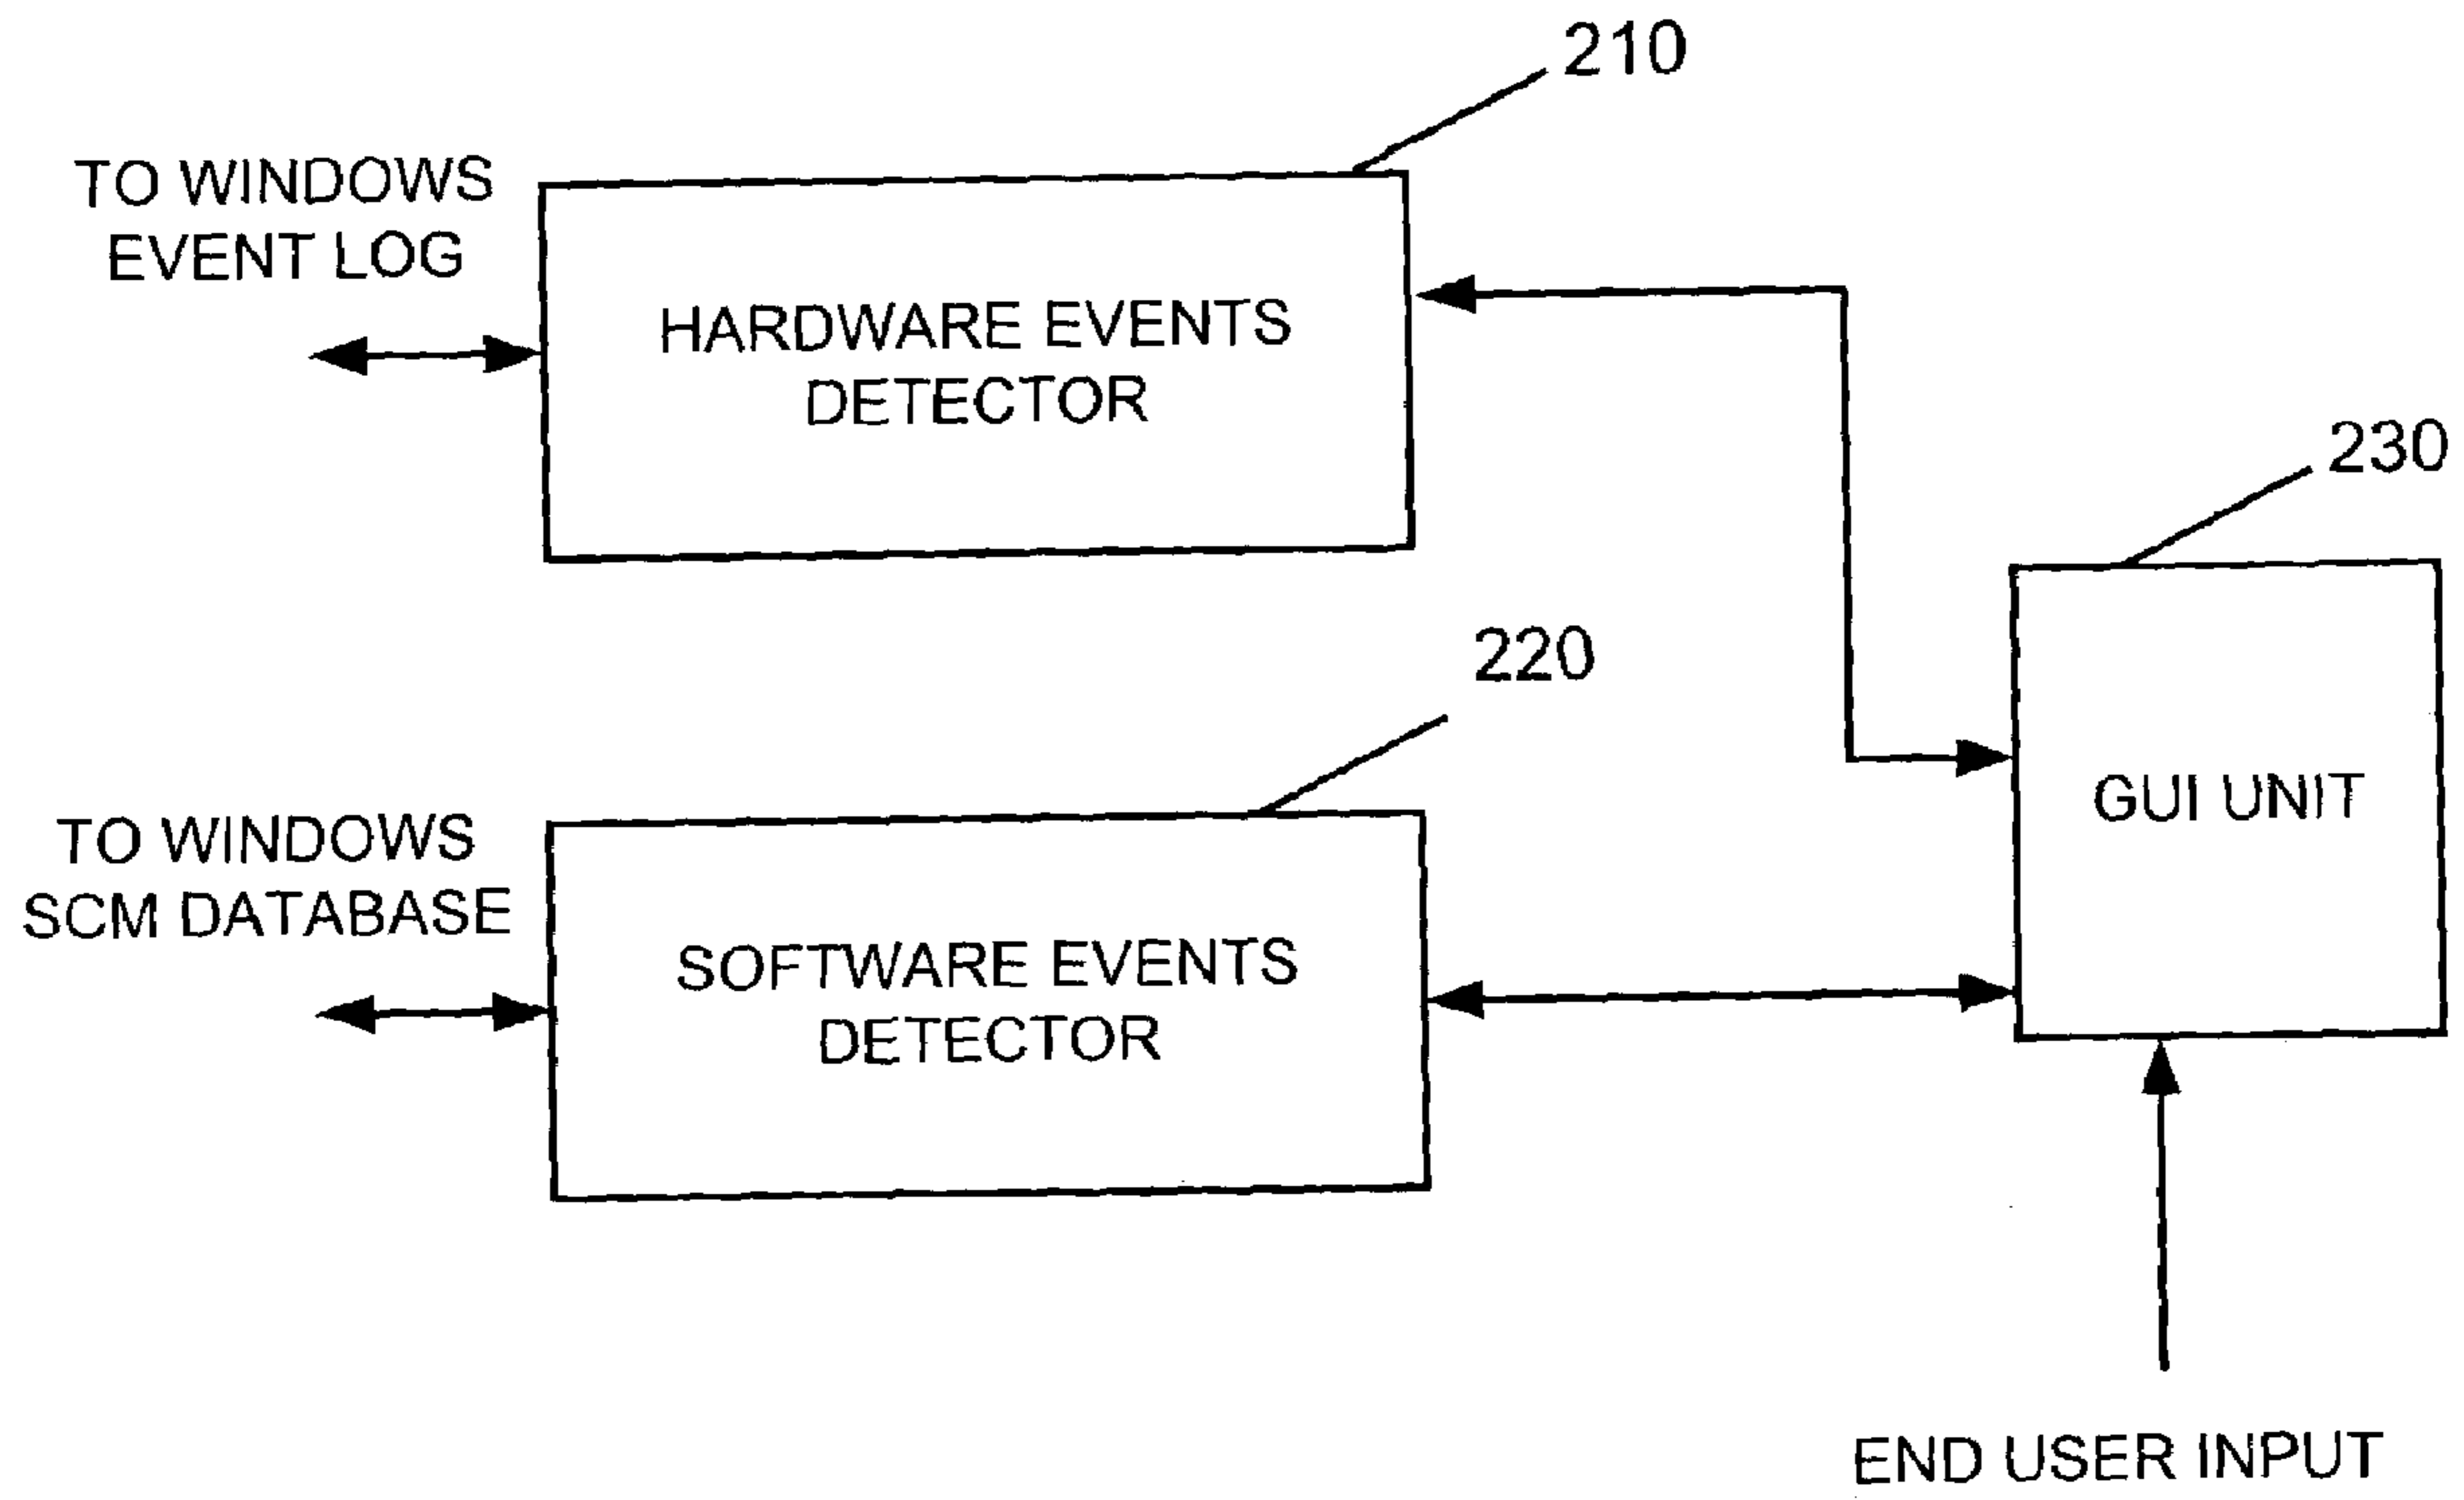 210
TO WINDOWS
EVENT LOG
HARDWARE EVENTS
DETECTOR
230
220
GUI UNIT
TO WINDOWS
SCM DATABASE
SOFTWARE EVENTS
DETECTOR
END USER INPUT